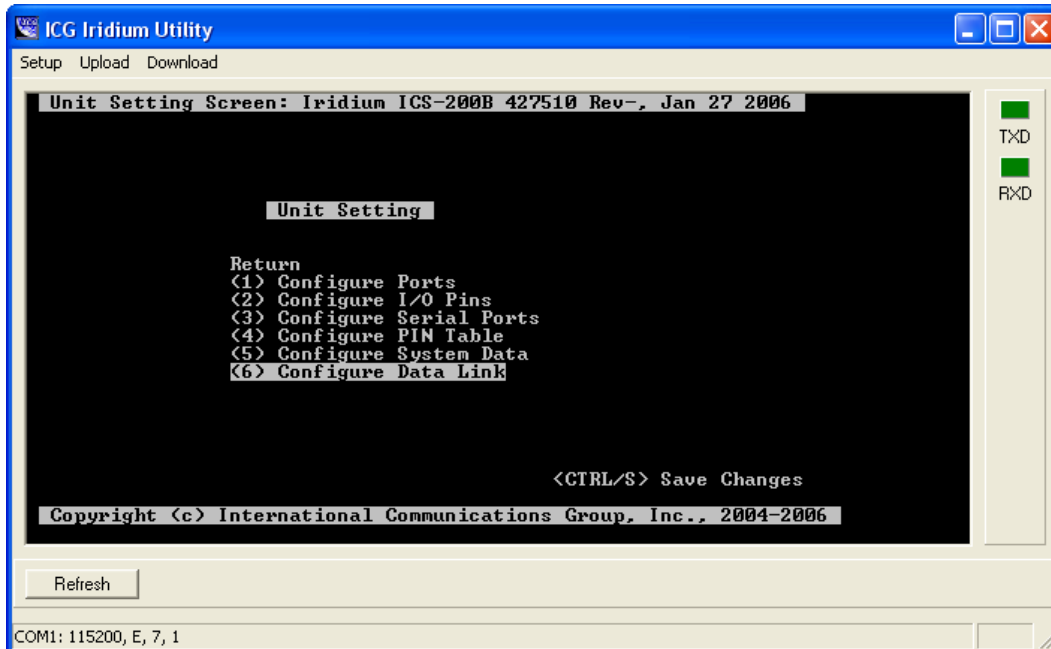 ICG Iridium Utility
Setup Upload Download
Unit Setting Screen: Iridium ICS-200B 427510 Rev-, Jan 27 2006
TXD
RXD
Unit Setting
Return
(1) Configure Ports
(2) Configure I/O Pins
(3) Configure Serial Ports
(4) Configure PIN Table
(5) Configure System Data
(6) Configure Data Link
<CTRL/S> Save Changes
Copyright (c) International Communications Group, Inc., 2004-2006
Refresh
COM1: 115200, E, 7, 1